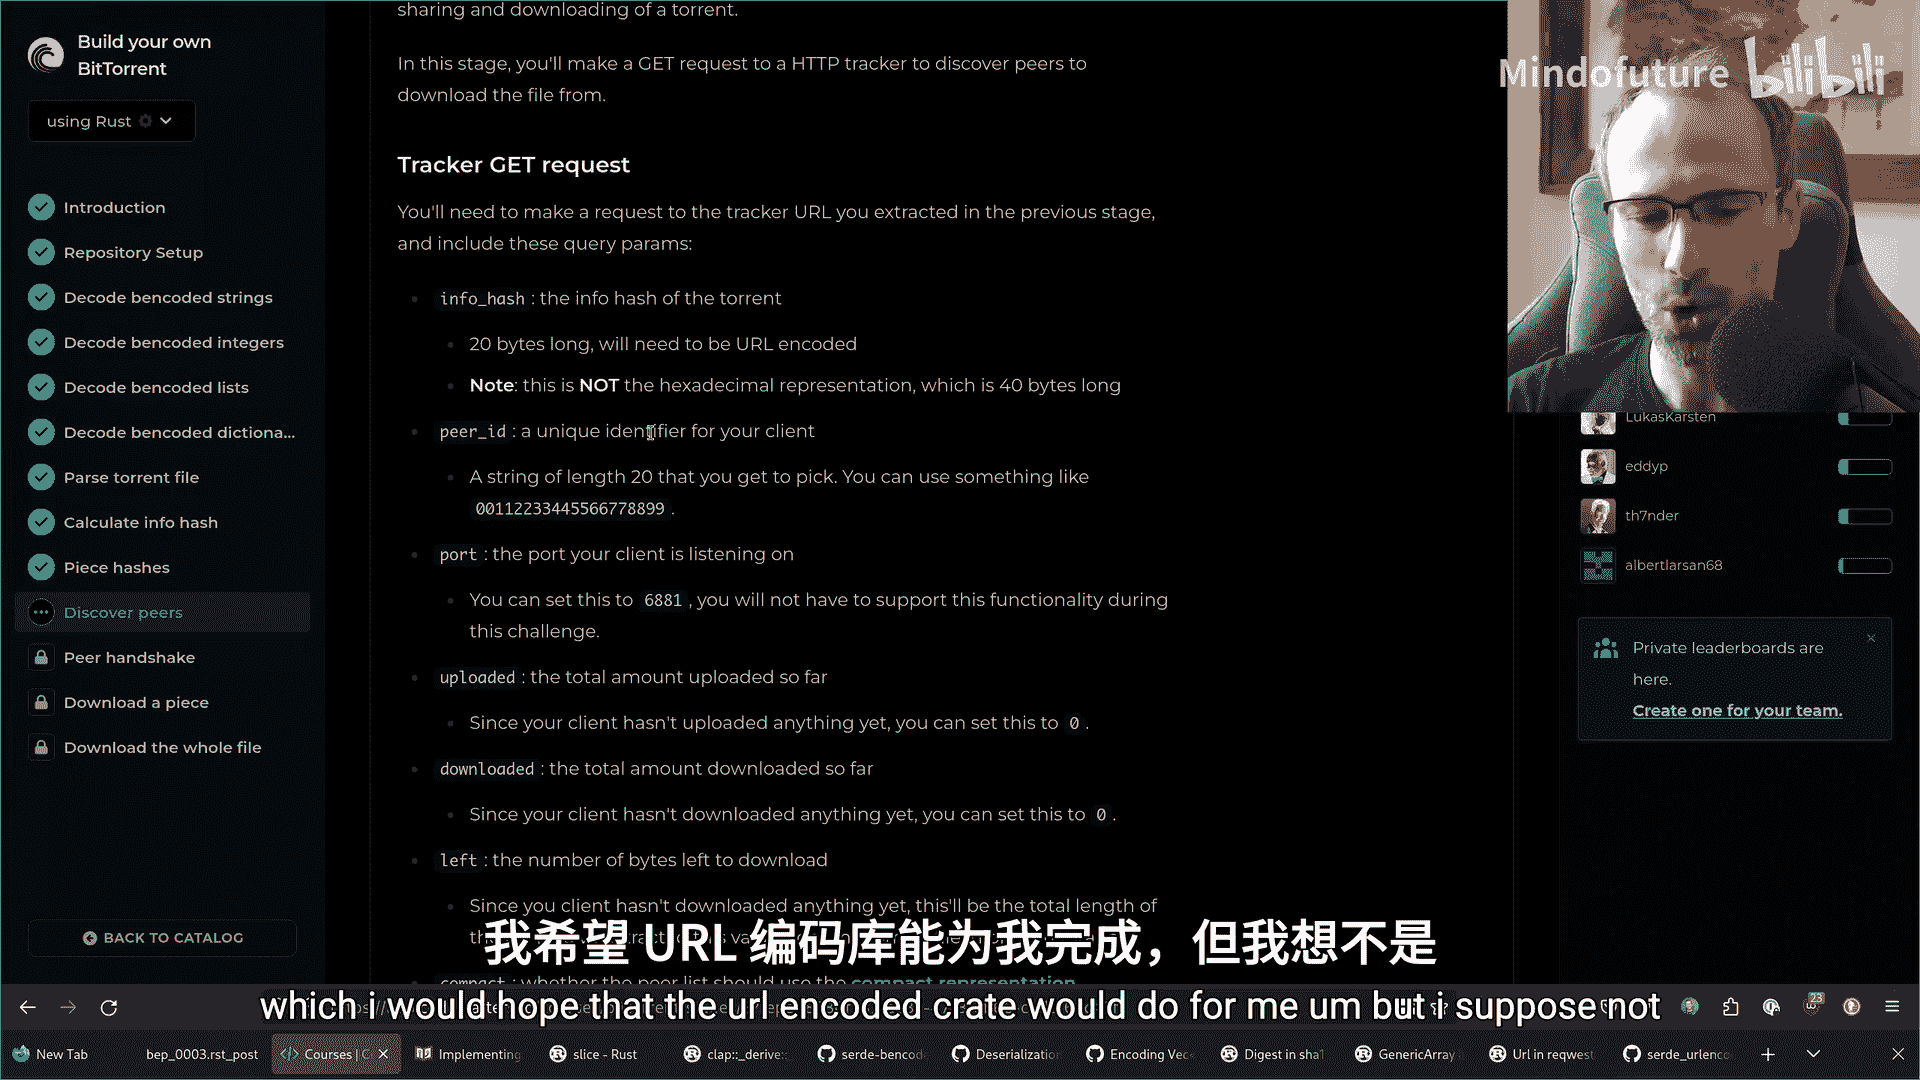 Build your own
BitTorrent
using Rust
Introduction
Repository Setup
Decode bencoded strings
Decode bencoded integers
Decode bencoded lists
Decode bencoded dictiona...
Parse torrent file
Calculate info hash
Piece hashes
Discover peers
Peer handshake
Download a piece
Download the whole file
BACK TO CATALOG
sharing and downloading of a torrent.
In this stage, you'll make a GET request to a HTTP tracker to discover peers to
download the file from.
Tracker GET request
You'll need to make a request to the tracker URL you extracted in the previous stage,
and include these query params:
info_hash : the info hash of the torrent
20 bytes long, will need to be URL encoded
Note: this is NOT the hexadecimal representation, which is 40 bytes long
peer_id : a unique identifier for your client
A string of length 20 that you get to pick. You can use something like
00112233445566778899 .
port : the port your client is listening on
You can set this to 6881 , you will not have to support this functionality during
this challenge.
uploaded : the total amount uploaded so far
Since your client hasn't uploaded anything yet, you can set this to 0 .
downloaded : the total amount downloaded so far
Since your client hasn't downloaded anything yet, you can set this to 0 .
left : the number of bytes left to download
Since you client hasn't downloaded anything yet, this'll be the total length of
compact : whether the peer list should use the compact representation
Mindofuture bilibili
LukasKarsten
eddyp
th7nder
albertlarsan68
Private leaderboards are
here.
Create one for your team.
我希望 URL 编码库能为我完成，但我想不是
which i would hope that the url encoded crate would do for me um but i suppose not
23
New Tab
bep_0003.rst_post
Courses | C
Implementing
slice - Rust
clap::_derive::
serde-bencod
Deserializatio
Encoding Vec
Digest in sha1
GenericArray
Url in reqwest
serde_urlenco